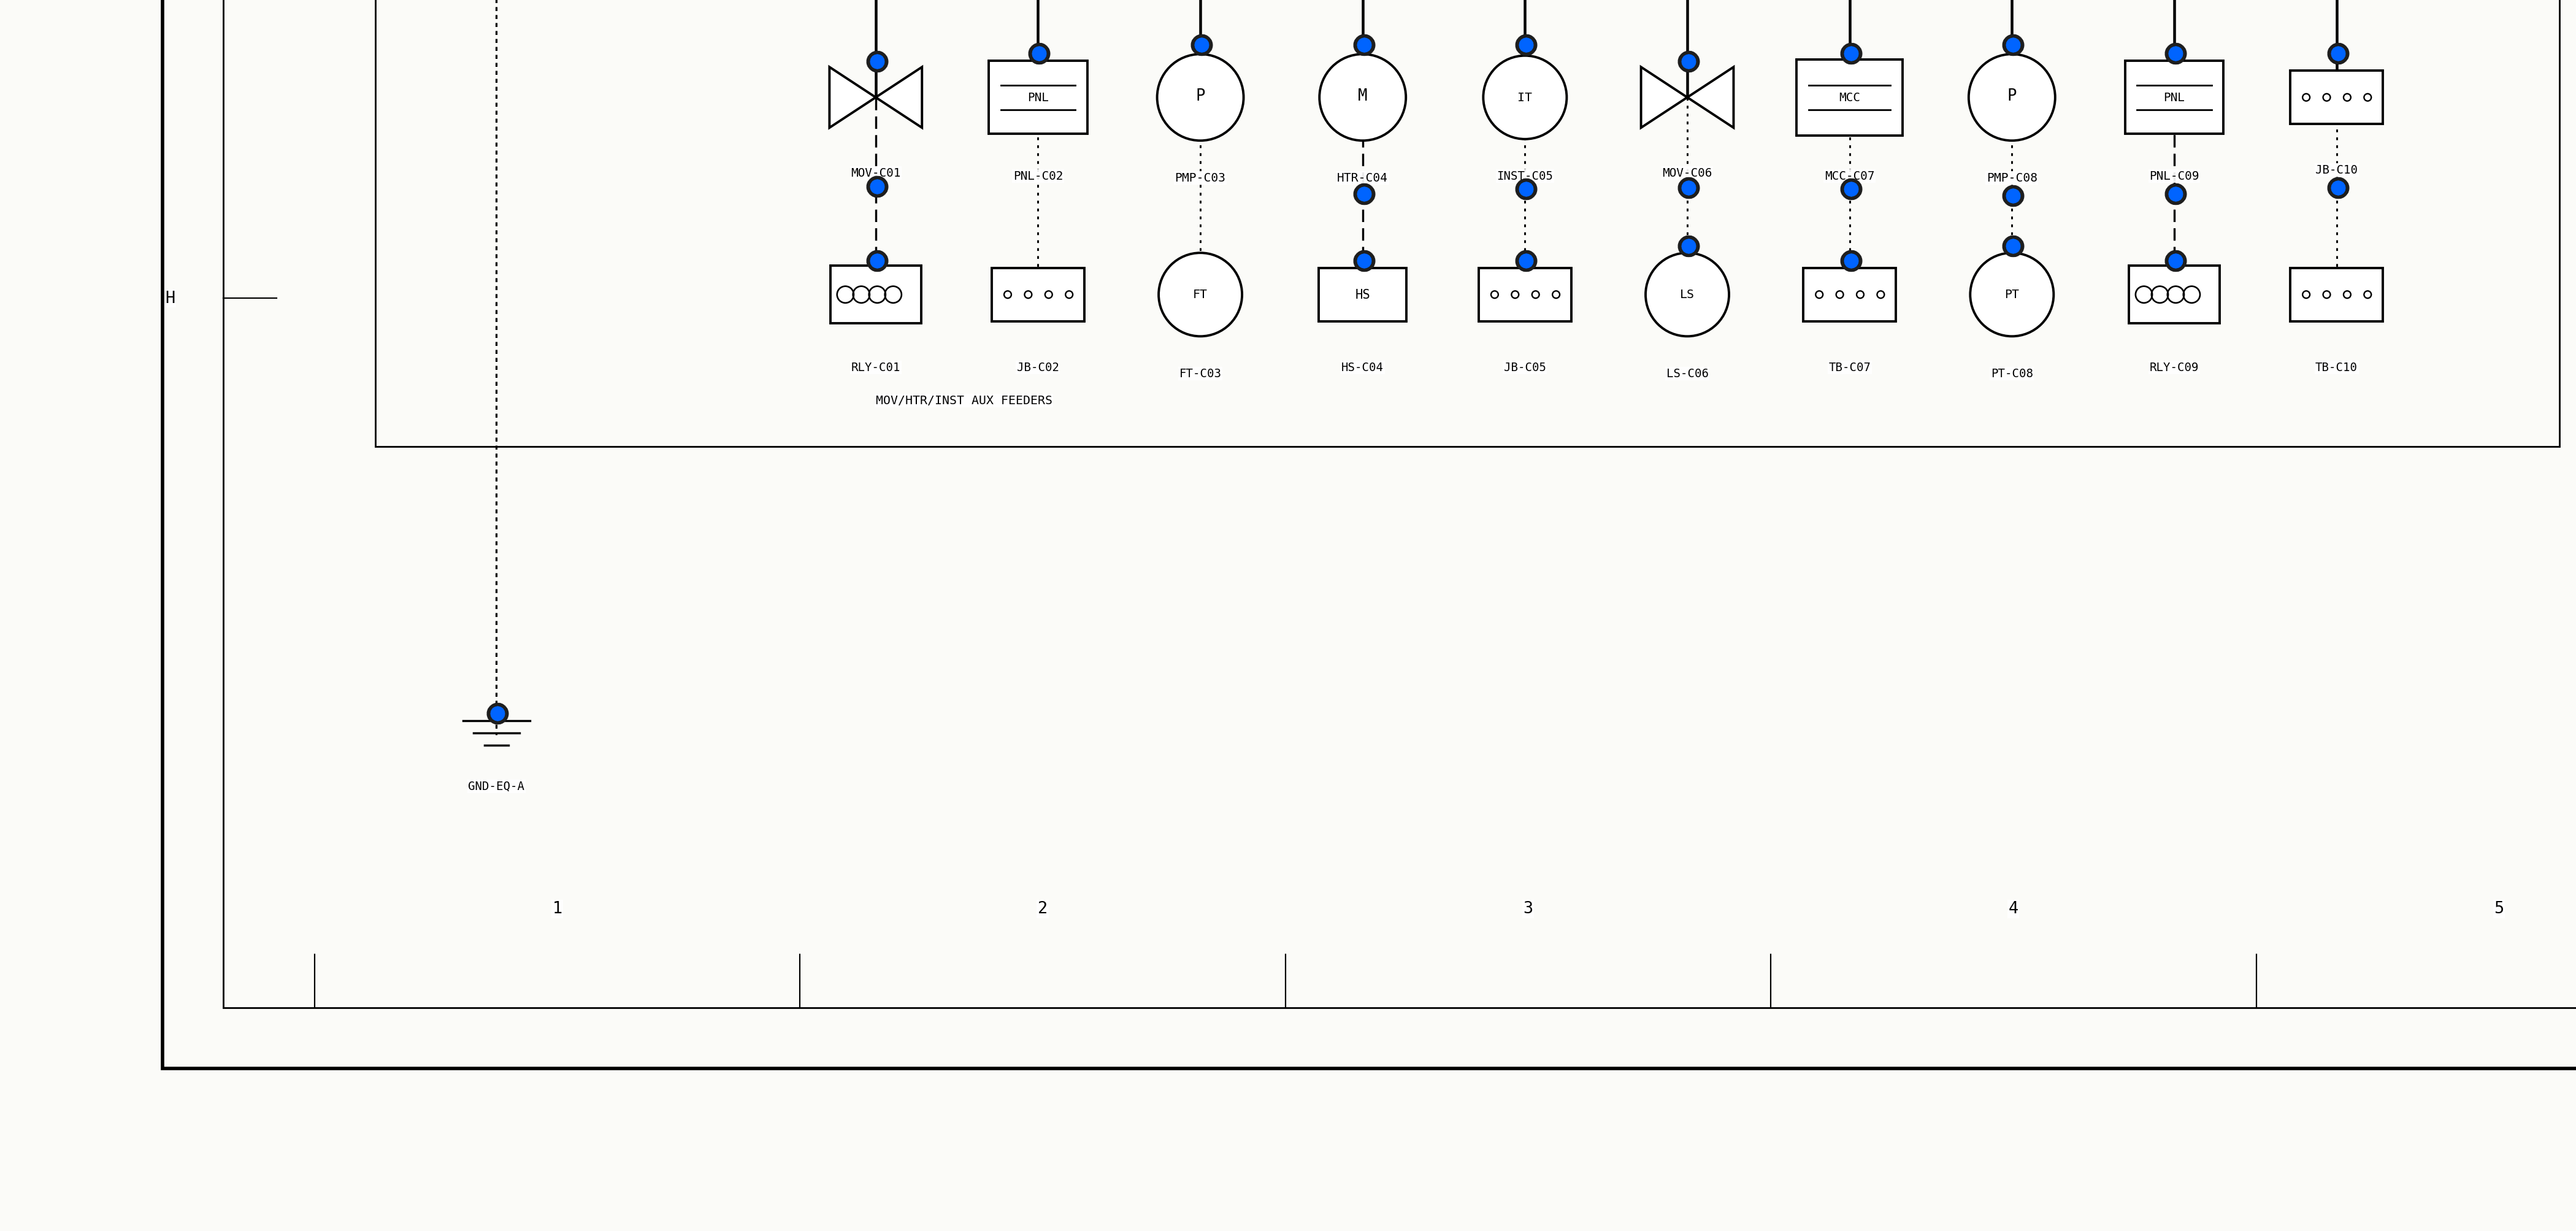 PNL P M IT MCC P PNL
MOV-C01 PNL-C02 PMP-C03 HTR-C04 INST-C05 MOV-C06 MCC-C07 PMP-C08 PNL-C09 JB-C10
H FT HS LS PT
RLY-C01 JB-C02 FT-C03 HS-C04 JB-C05 LS-C06 TB-C07 PT-C08 RLY-C09 TB-C10
MOV/HTR/INST AUX FEEDERS
GND-EQ-A
1 2 3 4 5